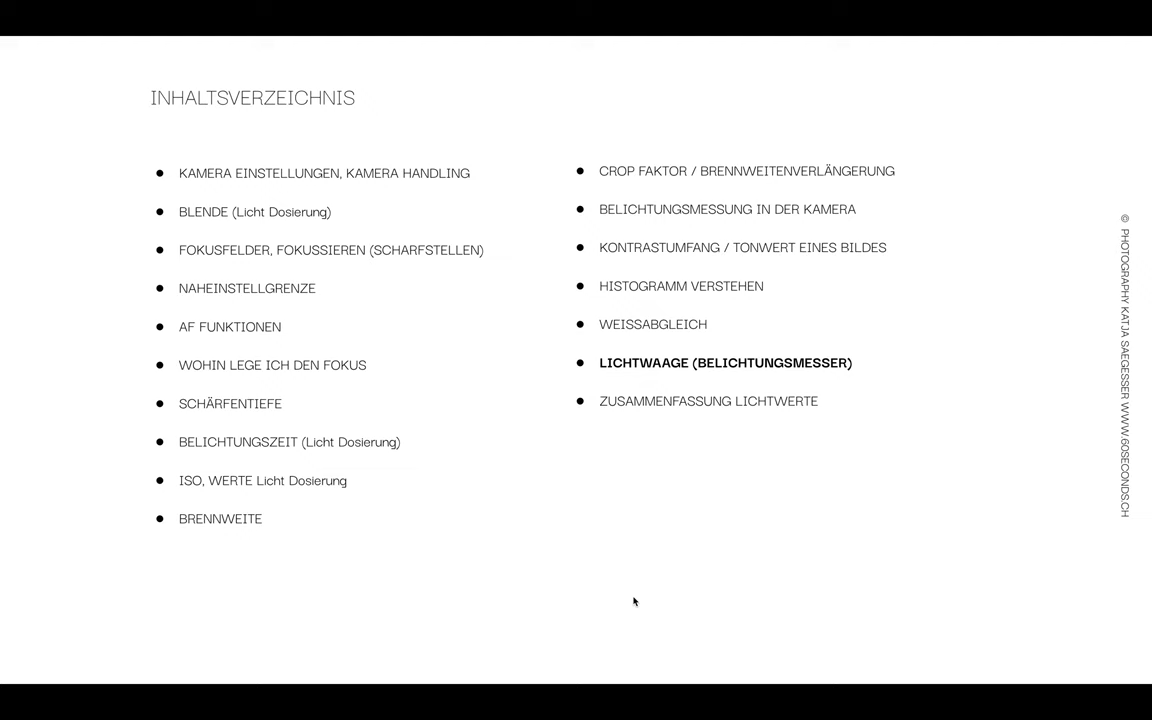 INHALTSVERZEICHNIS
KAMERA EINSTELLUNGEN, KAMERA HANDLING
BLENDE (Licht Dosierung)
FOKUSFELDER, FOKUSSIEREN (SCHARFSTELLEN)
NAHEINSTELLGRENZE
AF FUNKTIONEN
WOHIN LEGE ICH DEN FOKUS
SCHÄRFENTIEFE
BELICHTUNGSZEIT (Licht Dosierung)
ISO, WERTE Licht Dosierung
BRENNWEITE
CROP FAKTOR / BRENNWEITENVERLÄNGERUNG
BELICHTUNGSMESSUNG IN DER KAMERA
KONTRASTUMFANG / TONWERT EINES BILDES
HISTOGRAMM VERSTEHEN
WEISSABGLEICH
LICHTWAAGE (BELICHTUNGSMESSER)
ZUSAMMENFASSUNG LICHTWERTE
© PHOTOGRAPHY KATJA SAEGESSER WWW.60SECONDS.CH